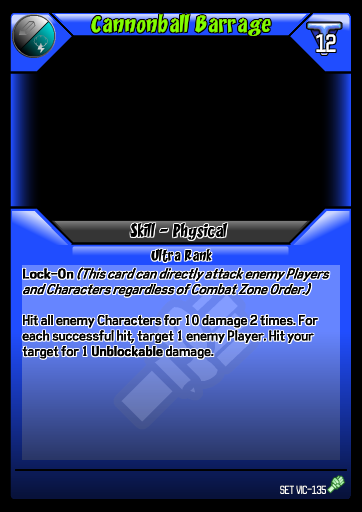 Cannonball Barrage
12
Skill - Physical
Ultra Rank
Lock-On (This card can directly attack enemy Players
and Characters regardless of Combat Zone Order.)
Hit all enemy Characters for 10 damage 2 times. For
each successful hit, target 1 enemy Player. Hit your
target for 1 Unblockable damage.
SET VIC-135